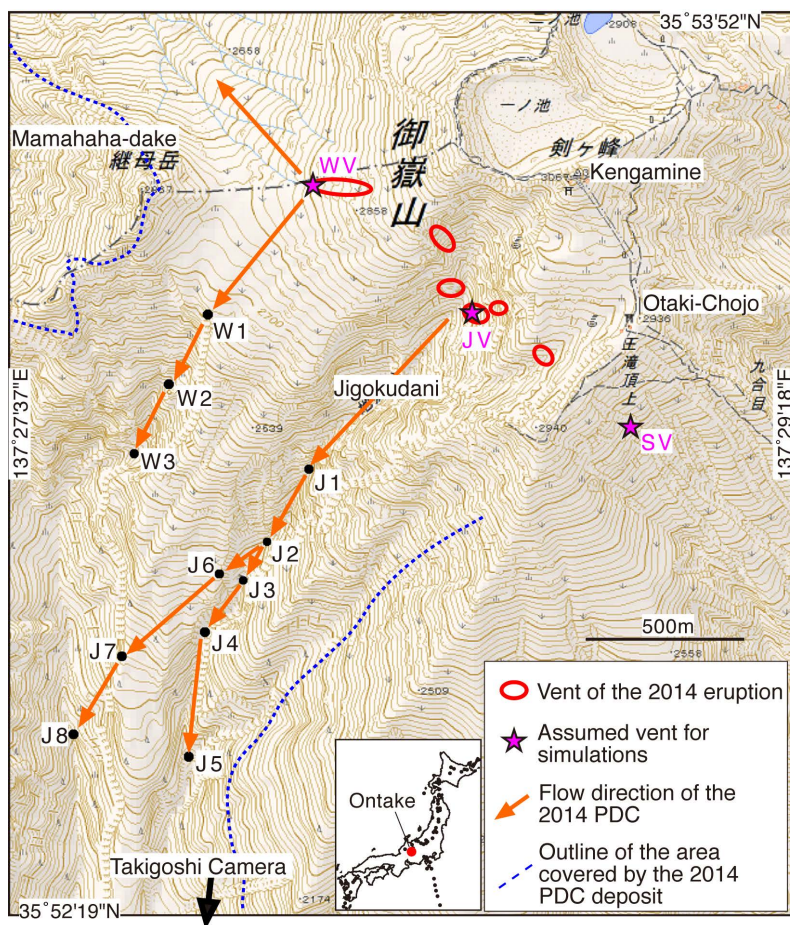 二ノ池
2908
35°53'52"N
2658
一ノ池
御嶽山
剣ヶ峰
Mamahaha-dake
継母岳
WV
3067
Kengamine
2867
2858
Otaki-Chojo
2936
W1
JV
王滝頂上
九合目
137°27'37"E
W2
Jigokudani
137°29'18"E
2539
2940
SV
W3
J1
J2
J6
J3
J4
500m
J7
2558
2509
J8
J5
Vent of the 2014 eruption
Assumed vent for
simulations
Flow direction of the
2014 PDC
Outline of the area
covered by the 2014
PDC deposit
Ontake
Takigoshi Camera
35°52'19"N
2174